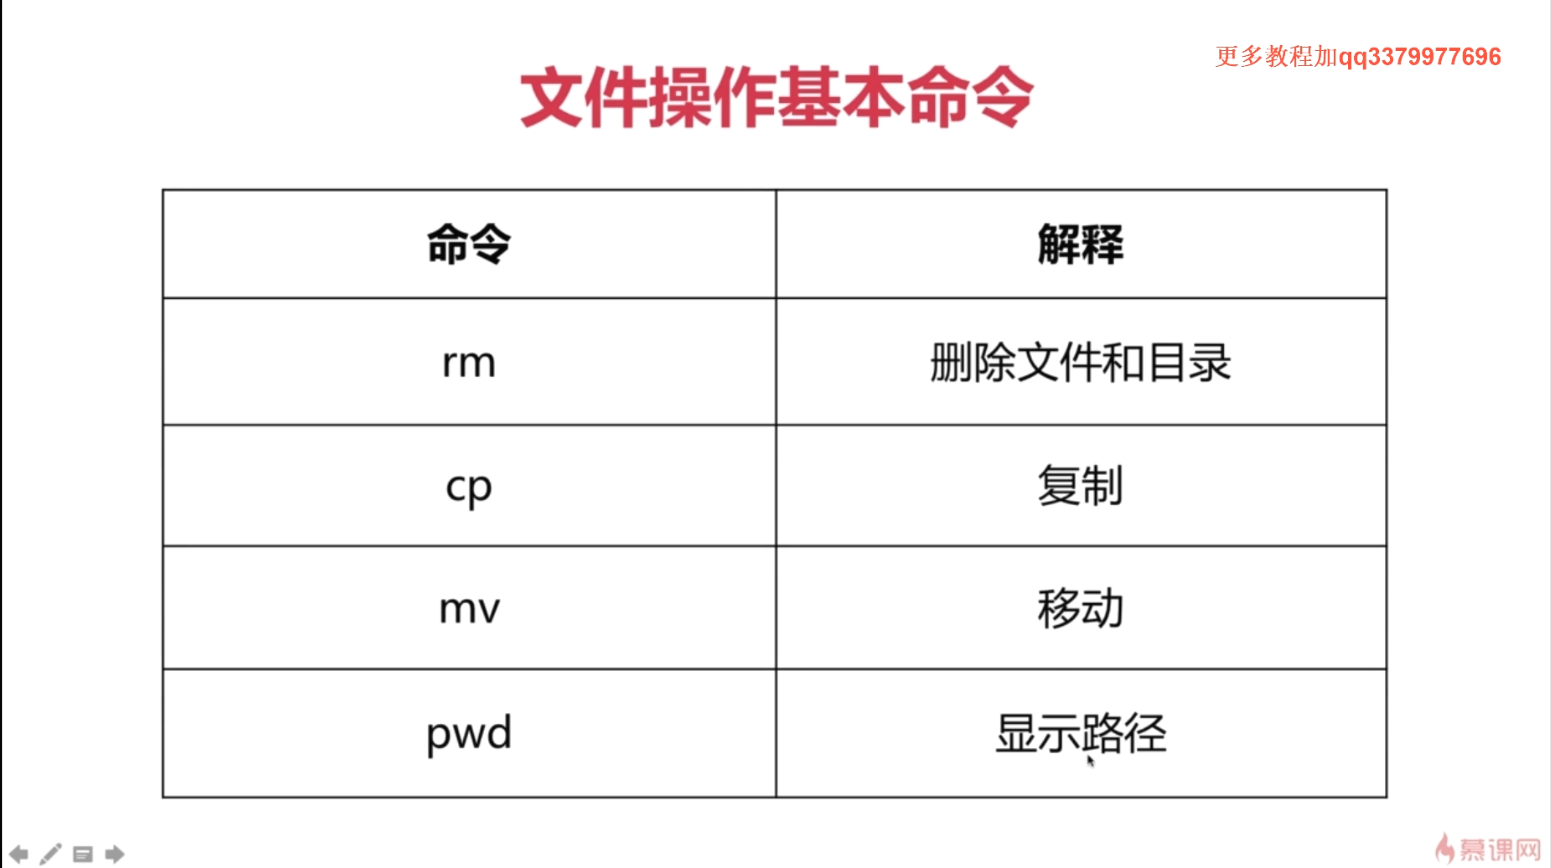 更多教程加qq3379977696
文件操作基本命令
命令 解释
rm 删除文件和目录
cp 复制
mv 移动
pwd 显示路径
慕课网